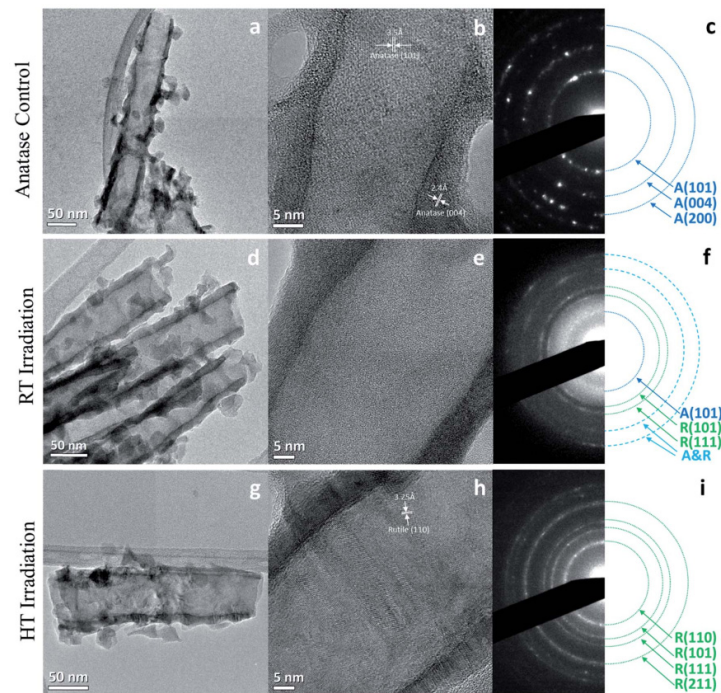 Anatase Control
a
50 nm
b
3.5Å
Anatase (101)
2.4Å
Anatase (004)
5 nm
c
A(101)
A(004)
A(200)
RT Irradiation
d
50 nm
e
5 nm
f
A(101)
R(101)
R(111)
A&R
HT Irradiation
g
50 nm
h
3.25Å
Rutile (110)
5 nm
i
R(110)
R(101)
R(111)
R(211)